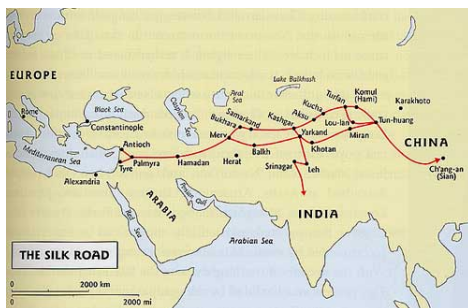 EUROPE
Rome
Black Sea
Constantinople
Caspian Sea
Aral Sea
Lake Balkhash
Mediterranean Sea
Antioch
Tyre
Palmyra
Alexandria
Hamadan
Bukhara
Samarkand
Merv
Herat
Balkh
Kashgar
Aksu
Kucha
Turfan
Komul (Hami)
Karakhoto
Lou-lan
Tun-huang
Yarkand
Khotan
Miran
Srinagar
Leh
CHINA
Ch'ang-an (Sian)
ARABIA
Persian Gulf
Red Sea
Arabian Sea
INDIA
THE SILK ROAD
0
2000 km
0
2000 mi